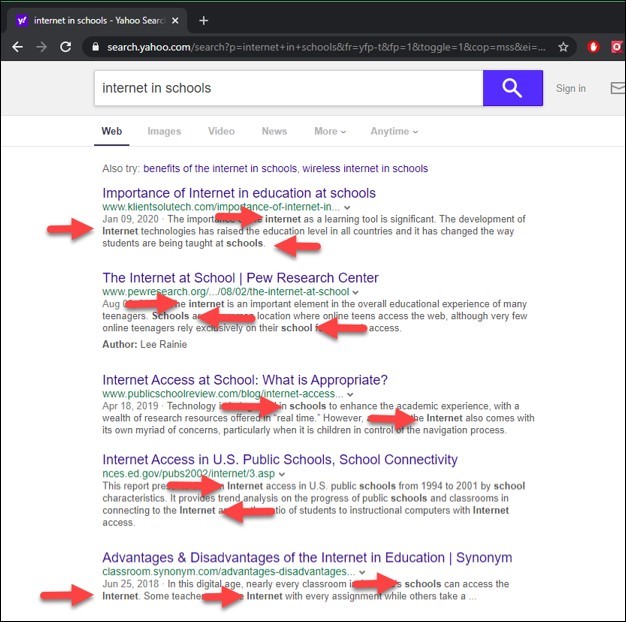 internet in schools - Yahoo Searc
search.yahoo.com/search?p=internet+in+schools&fr=yfp-t&fp=1&toggle=1&cop=mss&ei=...
internet in schools
Sign in
Web Images Video News More Anytime
Also try: benefits of the internet in schools, wireless internet in schools
Importance of Internet in education at schools
www.klientsolutech.com/importance-of-internet-in...
Jan 09, 2020 · The importance internet as a learning tool is significant. The development of
Internet technologies has raised the education level in all countries and it has changed the way
students are being taught at schools.
The Internet at School | Pew Research Center
www.pewresearch.org/.../08/02/the-internet-at-school
Aug internet is an important element in the overall educational experience of many
teenagers. Schools location where online teens access the web, although very few
online teenagers rely exclusively on their school access.
Author: Lee Rainie
Internet Access at School: What is Appropriate?
www.publicschoolreview.com/blog/internet-access...
Apr 18, 2019 · Technology in schools to enhance the academic experience, with a
wealth of research resources offered in "real time." However, the Internet also comes with
its own myriad of concerns, particularly when it is children in control of the navigation process.
Internet Access in U.S. Public Schools, School Connectivity
nces.ed.gov/pubs2002/internet/3.asp
This report Internet access in U.S. public schools from 1994 to 2001 by school
characteristics. It provides trend analysis on the progress of public schools and classrooms in
connecting to the Internet ratio of students to instructional computers with Internet
access.
Advantages & Disadvantages of the Internet in Education | Synonym
classroom.synonym.com/advantages-disadvantages...
Jun 25, 2018 · In this digital age, nearly every classroom schools can access the
Internet. Some Internet with every assignment while others take a ...